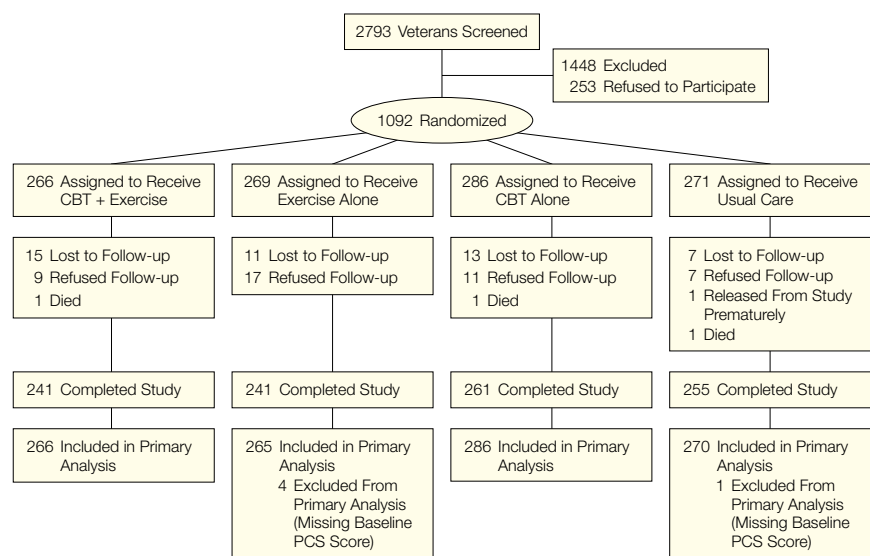 2793 Veterans Screened
1448 Excluded
253 Refused to Participate
1092 Randomized
266 Assigned to Receive
CBT + Exercise
269 Assigned to Receive
Exercise Alone
286 Assigned to Receive
CBT Alone
271 Assigned to Receive
Usual Care
15 Lost to Follow-up
9 Refused Follow-up
1 Died
11 Lost to Follow-up
17 Refused Follow-up
13 Lost to Follow-up
11 Refused Follow-up
1 Died
7 Lost to Follow-up
7 Refused Follow-up
1 Released From Study
Prematurely
1 Died
241 Completed Study
241 Completed Study
261 Completed Study
255 Completed Study
266 Included in Primary
Analysis
265 Included in Primary
Analysis
4 Excluded From
Primary Analysis
(Missing Baseline
PCS Score)
286 Included in Primary
Analysis
270 Included in Primary
Analysis
1 Excluded From
Primary Analysis
(Missing Baseline
PCS Score)